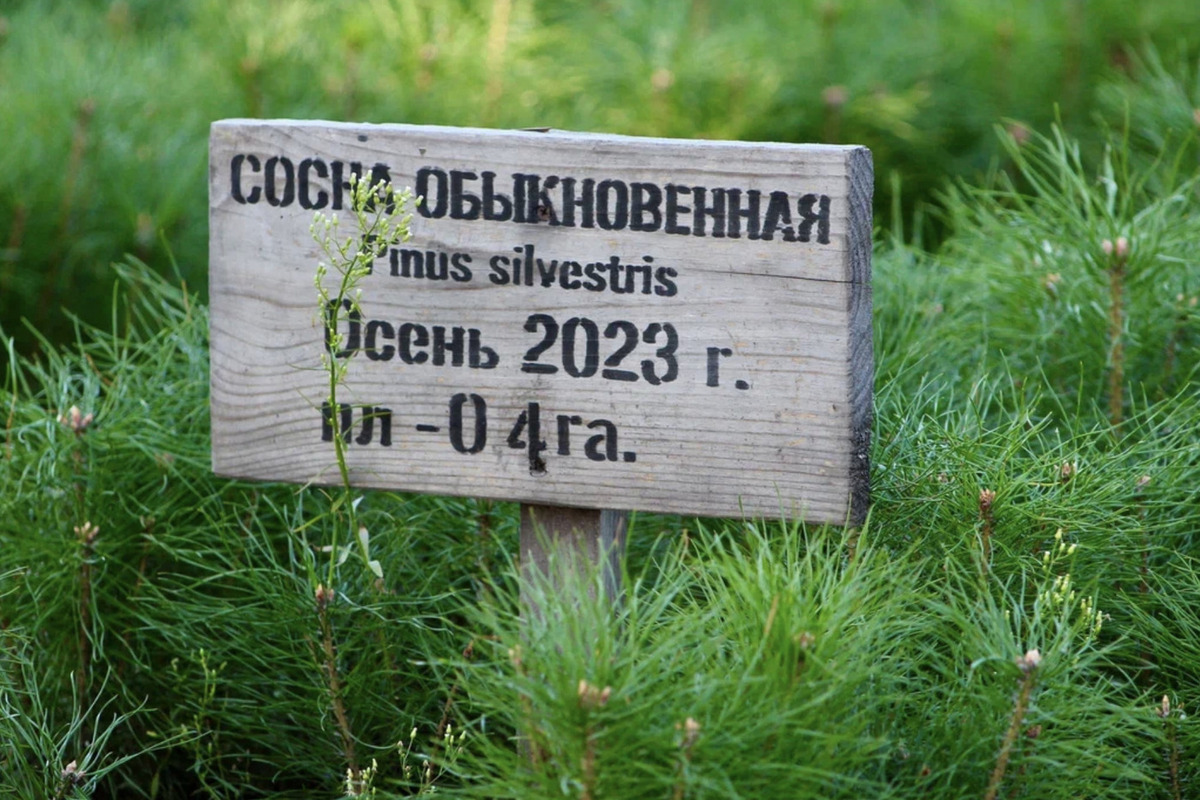 СОСНА ОБЫКНОВЕННАЯ
Pinus silvestris
Осень 2023 г.
пл - 0 4 га.